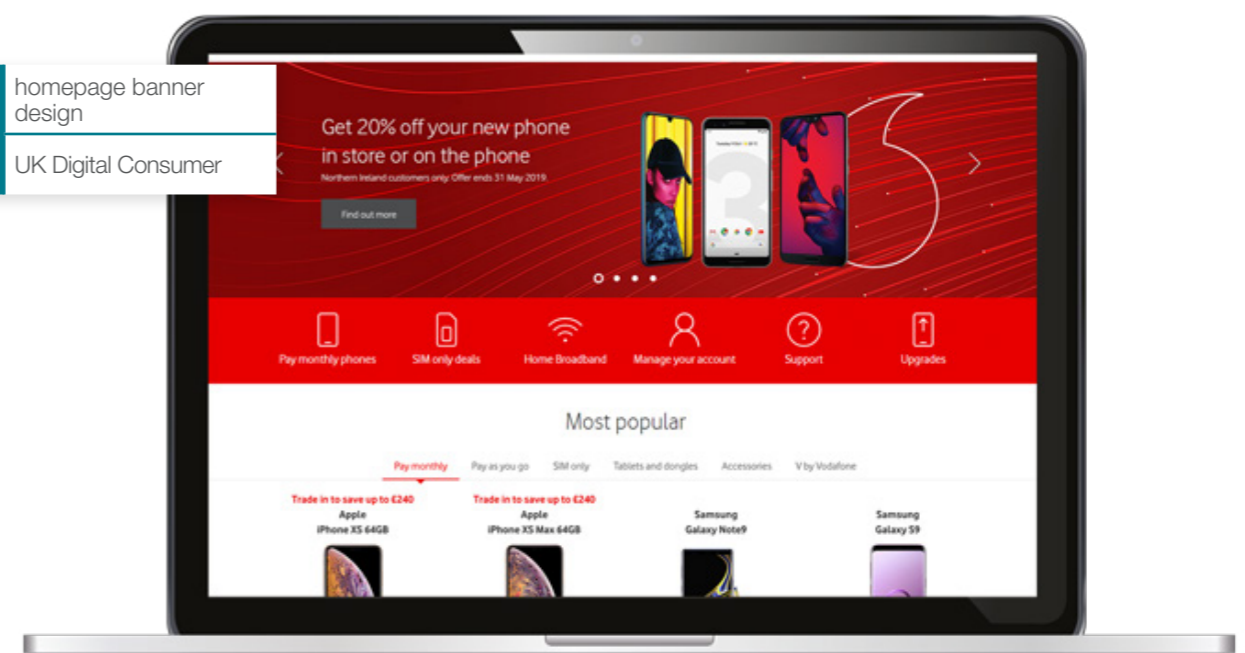 homepage banner
design
UK Digital Consumer
Get 20% off your new phone
in store or on the phone
Northern Ireland customers only. Offer ends 31 May 2019.
Find out more
Pay monthly phones
SIM only deals
Home Broadband
Manage your account
Support
Upgrades
Most popular
Pay monthly
Pay as you go
SIM only
Tablets and dongles
Accessories
V by Vodafone
Trade in to save up to £240
Apple
iPhone XS 64GB
Trade in to save up to £240
Apple
iPhone XS Max 64GB
Samsung
Galaxy Note9
Samsung
Galaxy S9